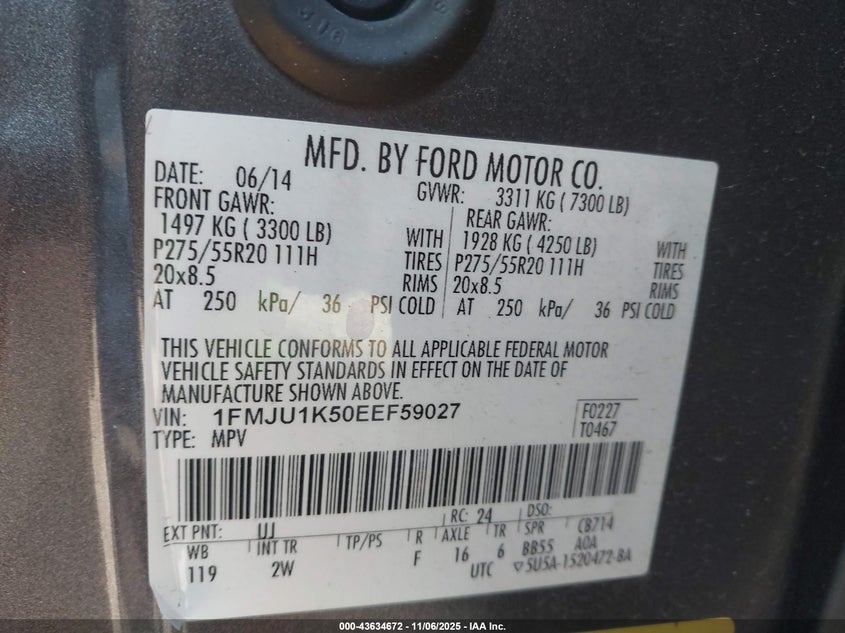 MFD. BY FORD MOTOR CO.
DATE: 06/14
GVWR: 3311 KG ( 7300 LB)
FRONT GAWR:
1497 KG ( 3300 LB) WITH
P275/55R20 111H TIRES
20x8.5 RIMS
AT 250 kPa/ 36 PSI COLD
REAR GAWR:
1928 KG ( 4250 LB) WITH
P275/55R20 111H TIRES
20x8.5 RIMS
AT 250 kPa/ 36 PSI COLD
THIS VEHICLE CONFORMS TO ALL APPLICABLE FEDERAL MOTOR
VEHICLE SAFETY STANDARDS IN EFFECT ON THE DATE OF
MANUFACTURE SHOWN ABOVE.
VIN: 1FMJU1K50EEF59027
TYPE: MPV
F0227
T0467
EXT PNT: UJ RC: 24 DSO:
WB INT TR TP/PS R AXLE TR SPR CB714
119 2W F 16 6 BB55 AOA
UTC ▽5U5A-1520472-BA
000-43634672 - 11/06/2025 - IAA Inc.